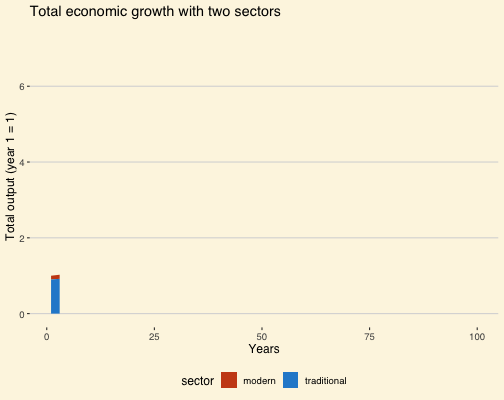 Total economic growth with two sectors
Total output (year 1 = 1)
6
4
2
0
0 25 50 75 100
Years
sector modern traditional